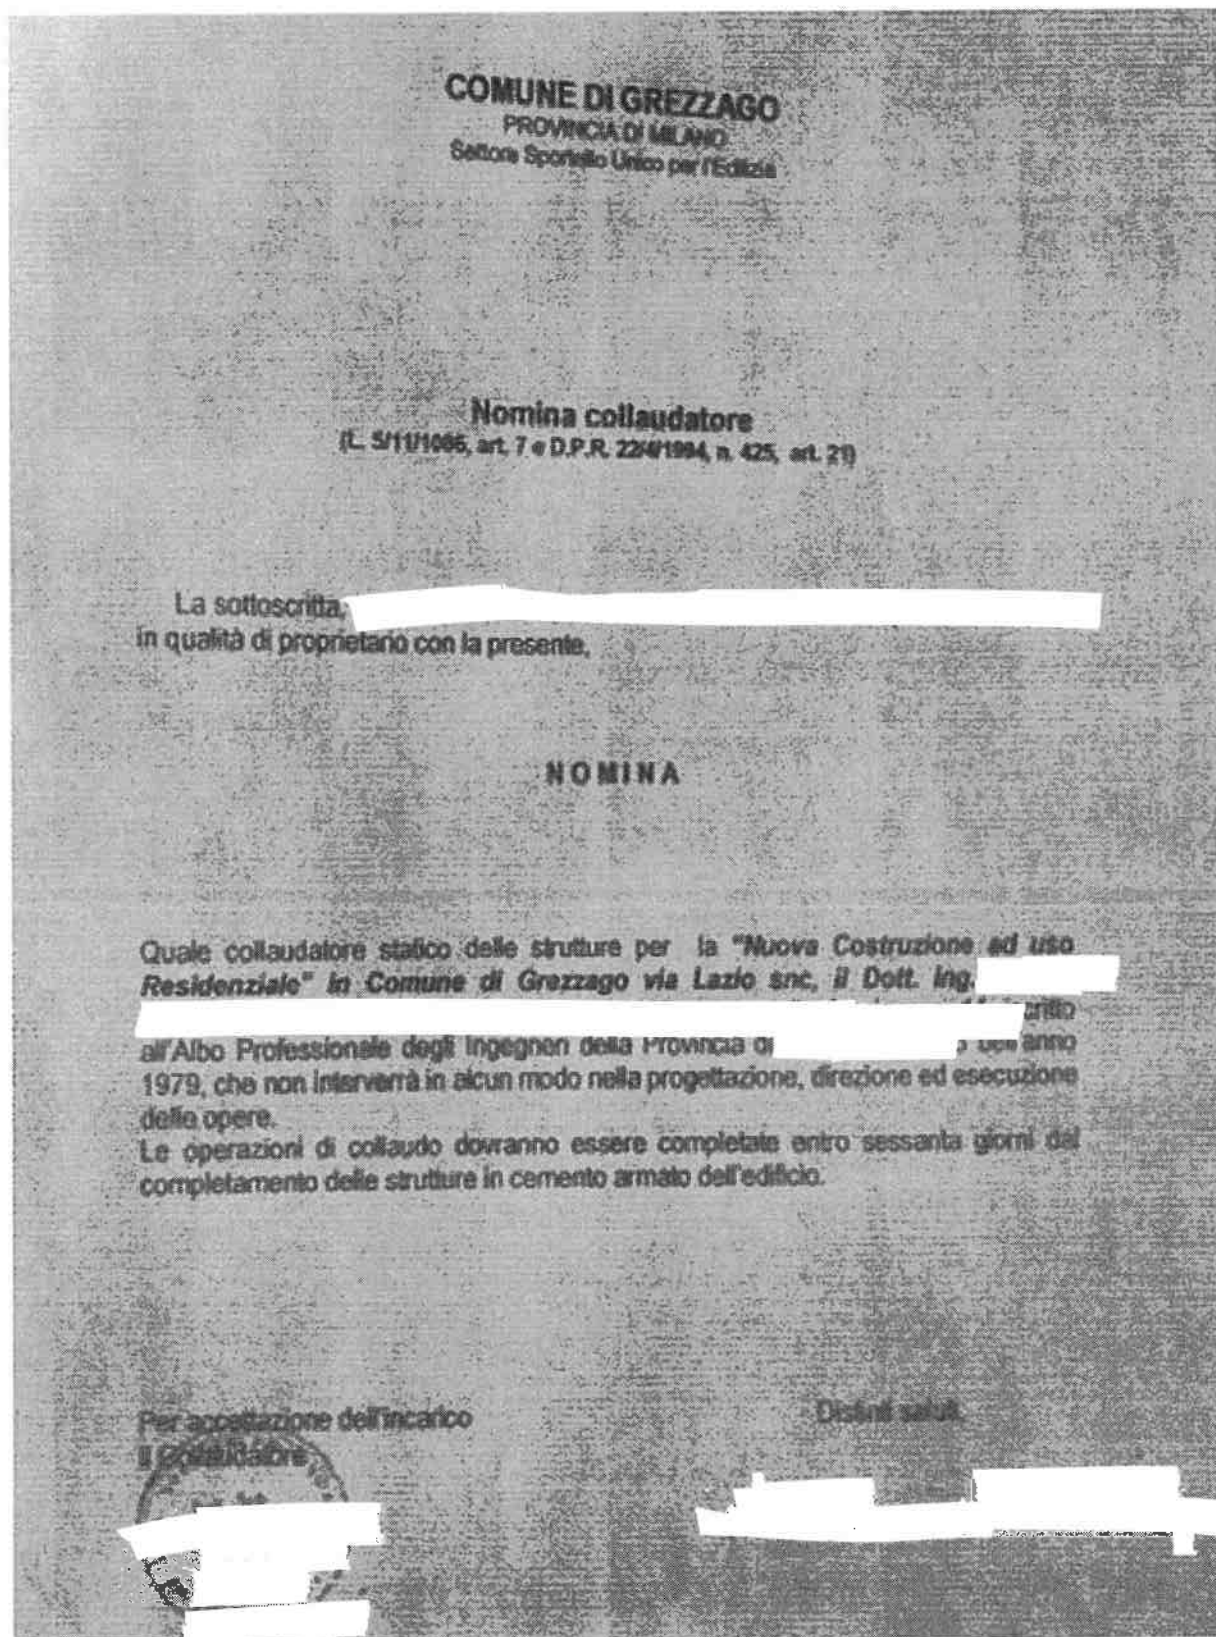 COMUNE DI GREZZAGO
PROVINCIA DI MILANO
Settore Sportello Unico per l'Edilizia
Nomina collaudatore
(L. 5/11/1086, art. 7 e D.P.R. 22/4/1994, n. 425, art. 21)
La sottoscritta,
in qualità di proprietario con la presente,
NOMINA
Quale collaudatore statico delle strutture per la "Nuova Costruzione ad uso
Residenziale" in Comune di Grezzago via Lazio snc, il Dott. Ing.
critto
all'Albo Professionale degli Ingegneri della Provincia di dell'anno
1979, che non interverrà in alcun modo nella progettazione, direzione ed esecuzione
delle opere.
Le operazioni di collaudo dovranno essere completate entro sessanta giorni dal
completamento delle strutture in cemento armato dell'edificio.
Per accettazione dell'incarico
Distinti saluti.
Il Collaudatore